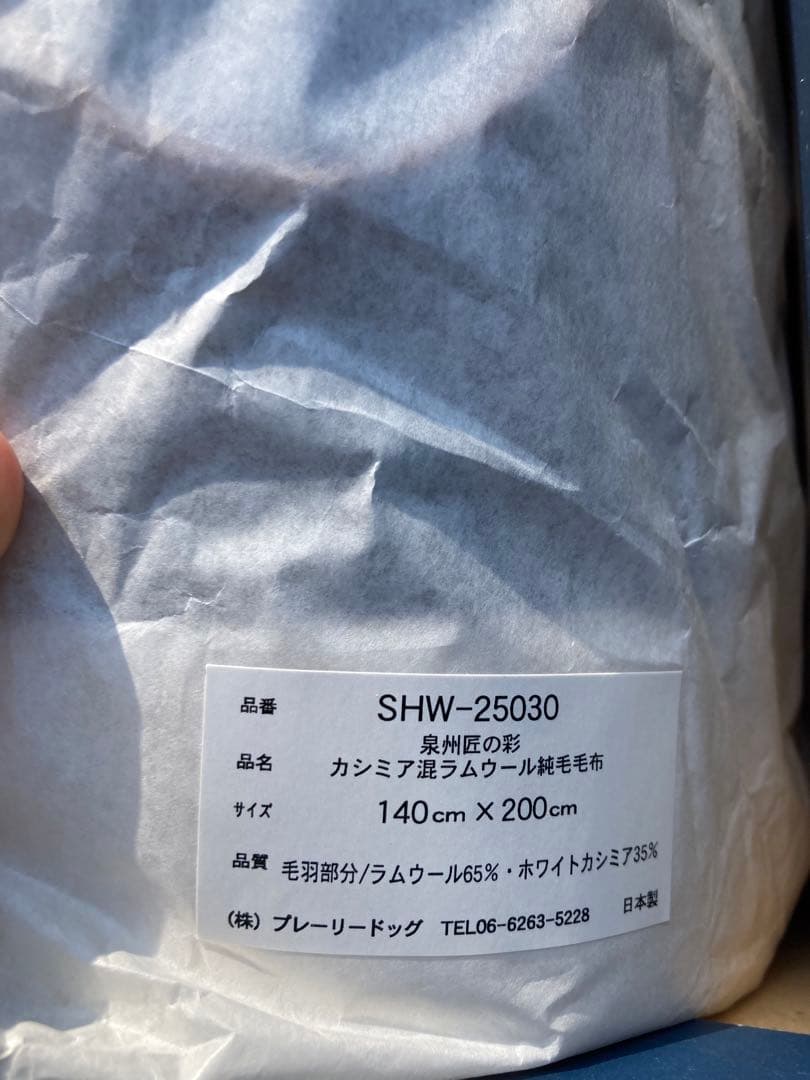 品番 SHW-25030
品名 泉州匠の彩
カシミア混ラムウール純毛毛布
サイズ 140cm×200cm
品質 毛羽部分/ラムウール65%・ホワイトカシミア35%
日本製
(株)プレーリードッグ TEL06-6263-5228